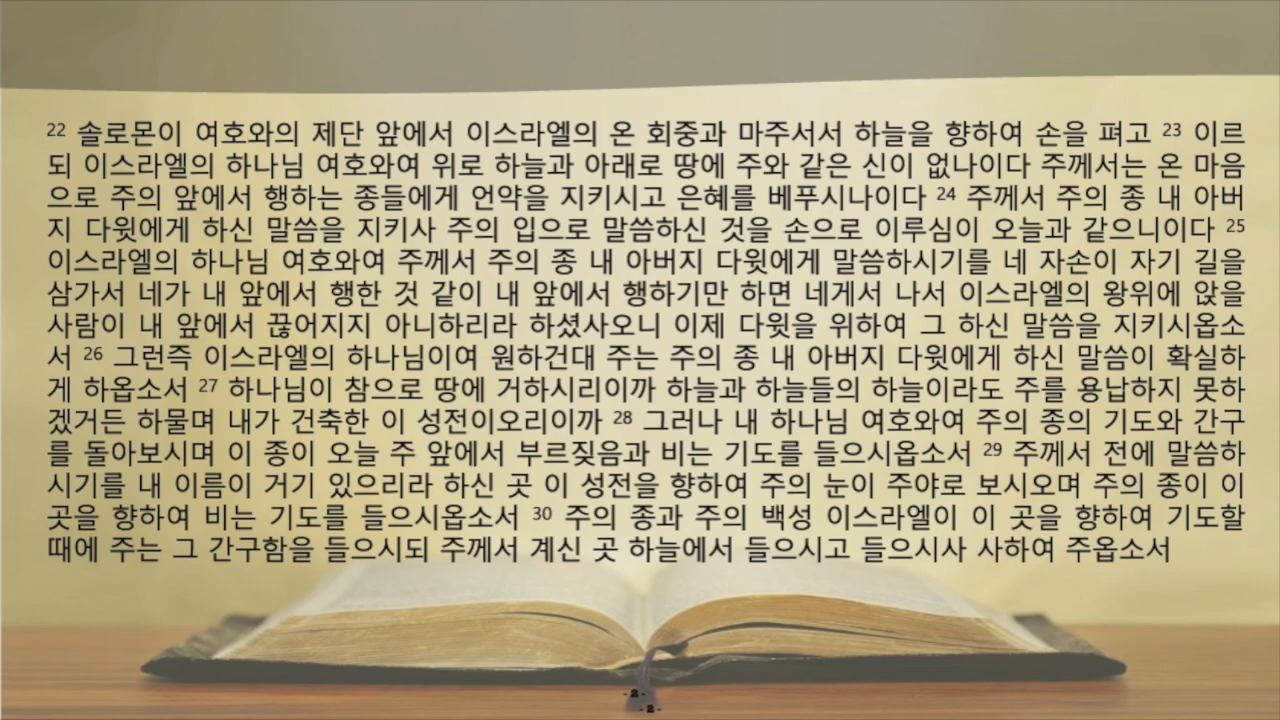 22 솔로몬이 여호와의 제단 앞에서 이스라엘의 온 회중과 마주서서 하늘을 향하여 손을 펴고 23 이르
되 이스라엘의 하나님 여호와여 위로 하늘과 아래로 땅에 주와 같은 신이 없나이다 주께서는 온 마음
으로 주의 앞에서 행하는 종들에게 언약을 지키시고 은혜를 베푸시나이다 24 주께서 주의 종 내 아버
지 다윗에게 하신 말씀을 지키사 주의 입으로 말씀하신 것을 손으로 이루심이 오늘과 같으니이다 25
이스라엘의 하나님 여호와여 주께서 주의 종 내 아버지 다윗에게 말씀하시기를 네 자손이 자기 길을
삼가서 네가 내 앞에서 행한 것 같이 내 앞에서 행하기만 하면 네게서 나서 이스라엘의 왕위에 앉을
사람이 내 앞에서 끊어지지 아니하리라 하셨사오니 이제 다윗을 위하여 그 하신 말씀을 지키시옵소
서 26 그런즉 이스라엘의 하나님이여 원하건대 주는 주의 종 내 아버지 다윗에게 하신 말씀이 확실하
게 하옵소서 27 하나님이 참으로 땅에 거하시리이까 하늘과 하늘들의 하늘이라도 주를 용납하지 못하
겠거든 하물며 내가 건축한 이 성전이오리이까 28 그러나 내 하나님 여호와여 주의 종의 기도와 간구
를 돌아보시며 이 종이 오늘 주 앞에서 부르짖음과 비는 기도를 들으시옵소서 29 주께서 전에 말씀하
시기를 내 이름이 거기 있으리라 하신 곳 이 성전을 향하여 주의 눈이 주야로 보시오며 주의 종이 이
곳을 향하여 비는 기도를 들으시옵소서 30 주의 종과 주의 백성 이스라엘이 이 곳을 향하여 기도할
때에 주는 그 간구함을 들으시되 주께서 계신 곳 하늘에서 들으시고 들으시사 사하여 주옵소서
- 2 -
- 2 -